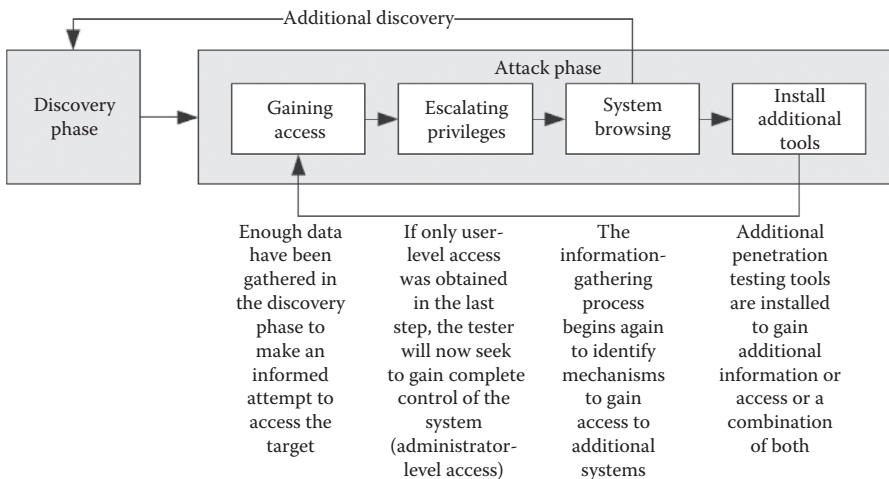 Additional discovery
Attack phase
Discovery
phase
Gaining
access
Escalating
privileges
System
browsing
Install
additional
tools
Enough data
have been
gathered in
the discovery
phase to
make an
informed
attempt to
access the
target
If only user-
level access
was obtained
in the last
step, the tester
will now seek
to gain complete
control of the
system
(administrator-
level access)
The
information-
gathering
process
begins again
to identify
mechanisms
to gain
access to
additional
systems
Additional
penetration
testing tools
are installed
to gain
additional
information or
access or a
combination
of both